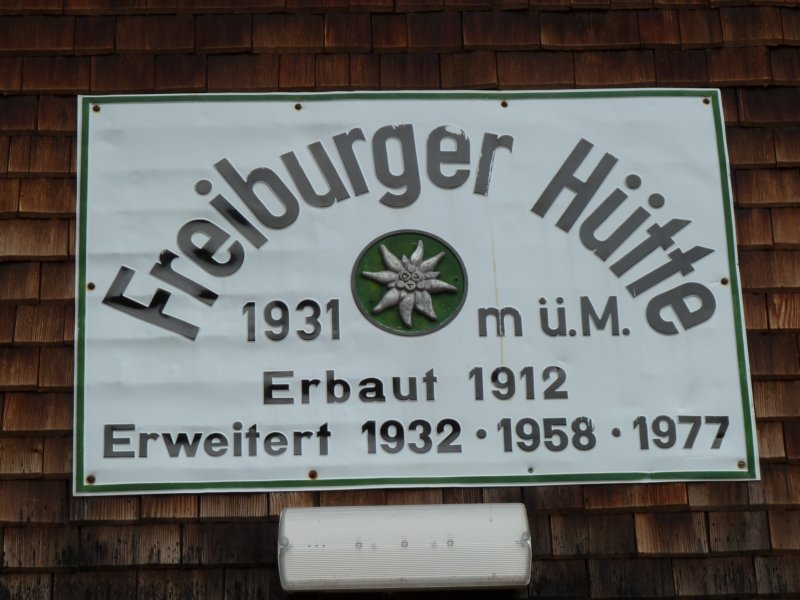 Freiburger Hütte
1931 m ü.M.
Erbaut 1912
Erweitert 1932 · 1958 · 1977